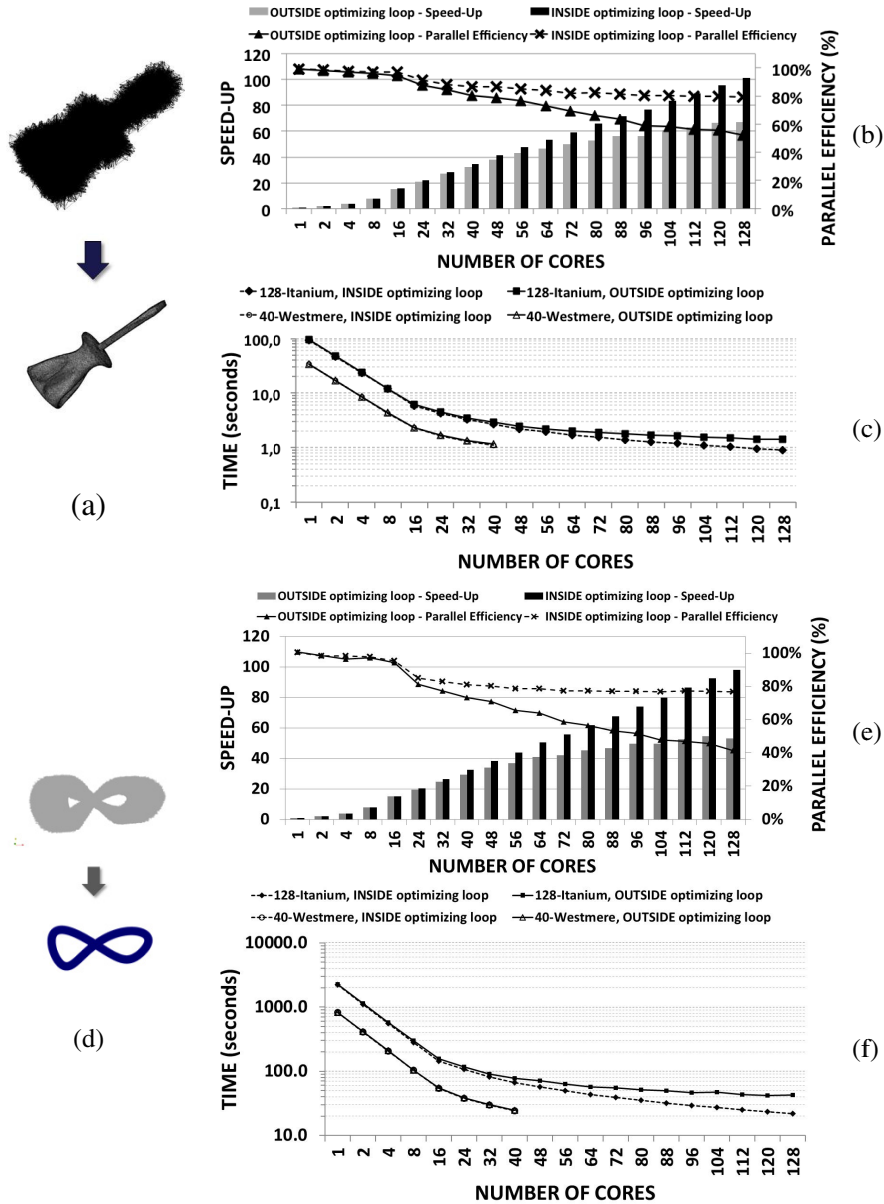 OUTSIDE optimizing loop - Speed-Up
INSIDE optimizing loop - Speed-Up
OUTSIDE optimizing loop - Parallel Efficiency
INSIDE optimizing loop - Parallel Efficiency
120
100
80
60
40
20
0
SPEED-UP
100%
80%
60%
40%
20%
0%
PARALLEL EFFICIENCY (%)
1 2 4 8 16 24 32 40 48 56 64 72 80 88 96 104 112 120 128
NUMBER OF CORES
(b)
128-Itanium, INSIDE optimizing loop
128-Itanium, OUTSIDE optimizing loop
40-Westmere, INSIDE optimizing loop
40-Westmere, OUTSIDE optimizing loop
100,0
10,0
1,0
0,1
TIME (seconds)
1 2 4 8 16 24 32 40 48 56 64 72 80 88 96 104 112 120 128
NUMBER OF CORES
(a)
(c)
OUTSIDE optimizing loop - Speed-Up
INSIDE optimizing loop - Speed-Up
OUTSIDE optimizing loop - Parallel Efficiency
INSIDE optimizing loop - Parallel Efficiency
120
100
80
60
40
20
0
SPEED-UP
100%
80%
60%
40%
20%
0%
PARALLEL EFFICIENCY (%)
1 2 4 8 16 24 32 40 48 56 64 72 80 88 96 104 112 120 128
NUMBER OF CORES
(e)
128-Itanium, INSIDE optimizing loop
128-Itanium, OUTSIDE optimizing loop
40-Westmere, INSIDE optimizing loop
40-Westmere, OUTSIDE optimizing loop
10000.0
1000.0
100.0
10.0
TIME (seconds)
1 2 4 8 16 24 32 40 48 56 64 72 80 88 96 104 112 120 128
NUMBER OF CORES
(d)
(f)